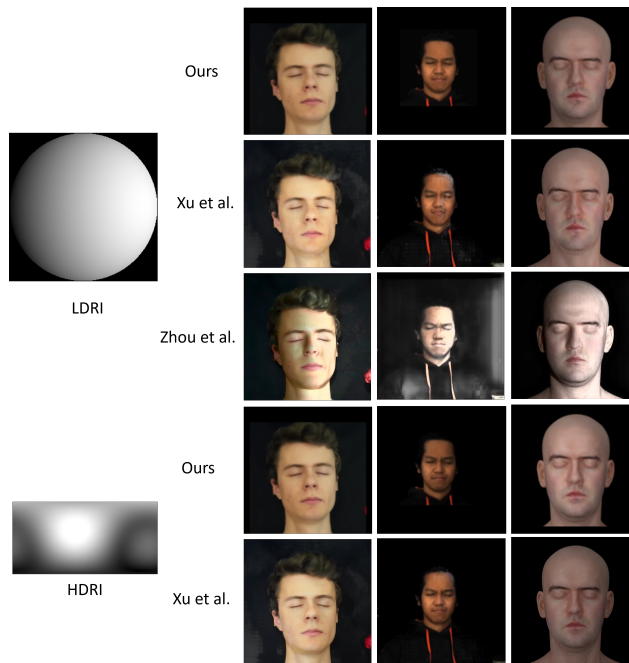 Ours
Xu et al.
LDRI
Zhou et al.
Ours
HDRI
Xu et al.